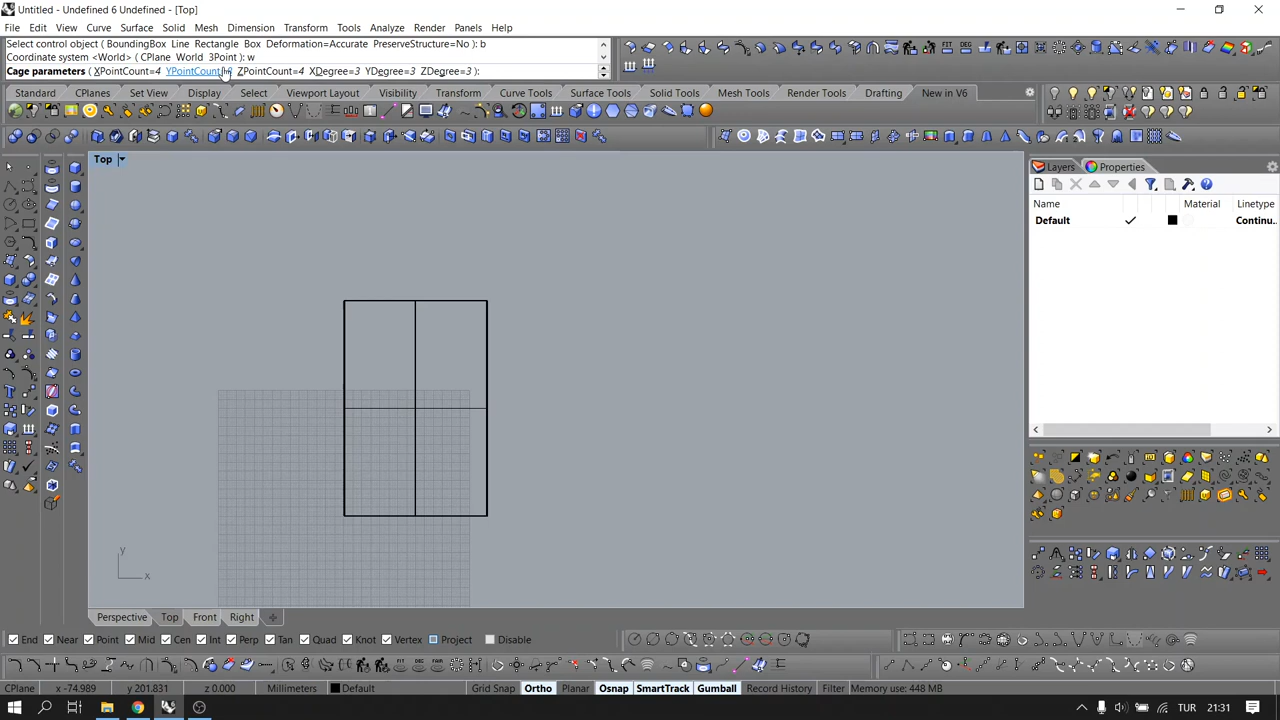 Untitled - Undefined 6 Undefined - [Top]
File Edit View Curve Surface Solid Mesh Dimension Transform Tools Analyze Render Panels Help
Select control object ( BoundingBox Line Rectangle Box Deformation=Accurate PreserveStructure=No ): b
Coordinate system <World> ( CPlane World 3Point ): w
Cage parameters ( XPointCount=4 YPointCount ZPointCount=4 XDegree=3 YDegree=3 ZDegree=3 ):
Standard CPlanes Set View Display Select Viewport Layout Visibility Transform Curve Tools Surface Tools Solid Tools Mesh Tools Render Tools Drafting New in V6
Top
Layers Properties
Name Material Linetype
Default Continu...
y
x
Perspective Top Front Right
End Near Point Mid Cen Int Perp Tan Quad Knot Vertex Project Disable
CPlane x -74.989 y 201.831 z 0.000 Millimeters Default Grid Snap Ortho Planar Osnap SmartTrack Gumball Record History Filter Memory use: 448 MB
TUR 21:31